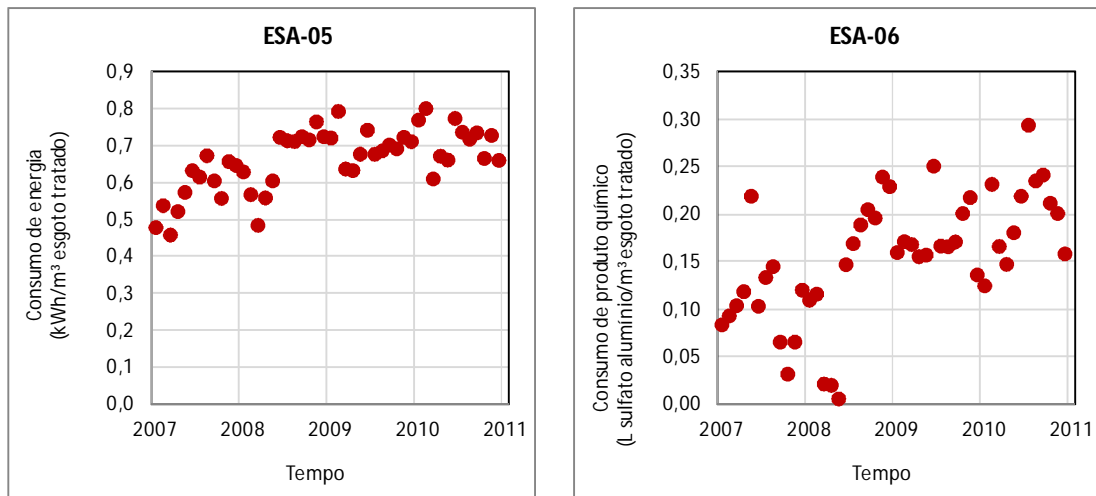 ESA-05
Consumo de energia
(kWh/m³ esgoto tratado)
0,9
0,8
0,7
0,6
0,5
0,4
0,3
0,2
0,1
0,0
2007 2008 2009 2010 2011
Tempo
ESA-06
Consumo de produto químico
(L sulfato alumínio/m³ esgoto tratado)
0,35
0,30
0,25
0,20
0,15
0,10
0,05
0,00
2007 2008 2009 2010 2011
Tempo